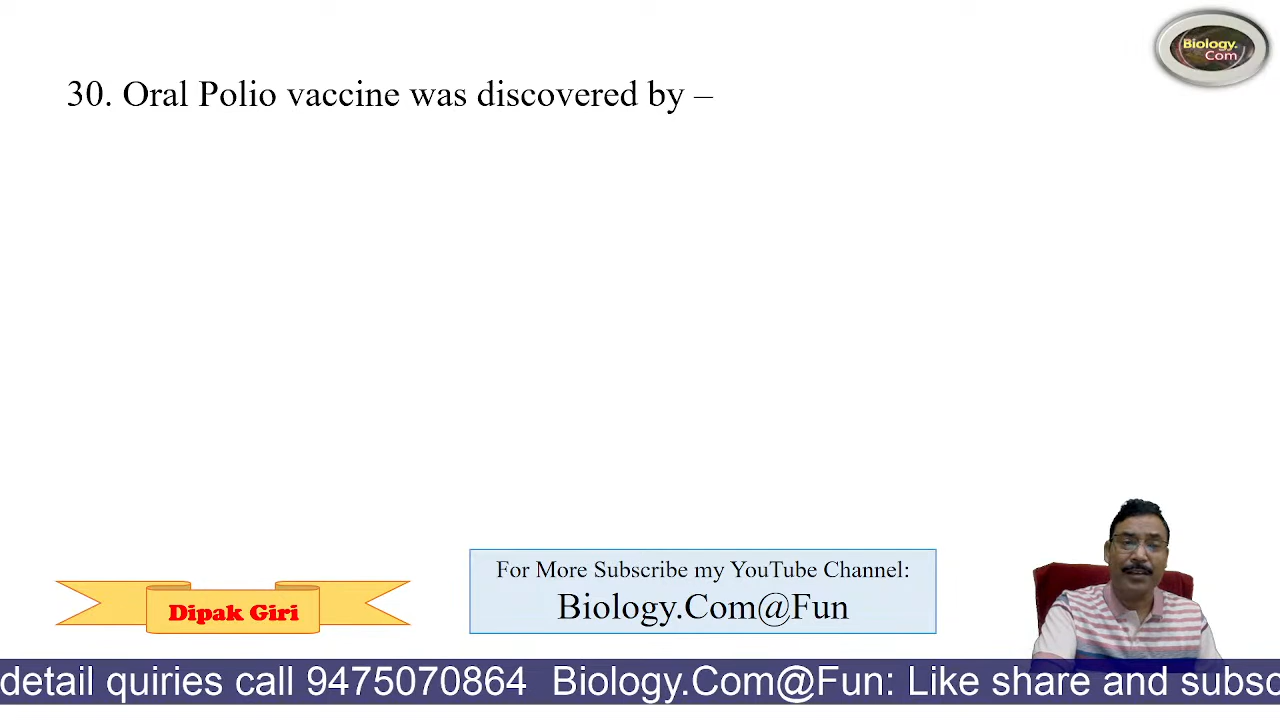 Biology.
Com
30. Oral Polio vaccine was discovered by –
For More Subscribe my YouTube Channel:
Biology.Com@Fun
Dipak Giri
detail quiries call 9475070864 Biology.Com@Fun: Like share and subsc